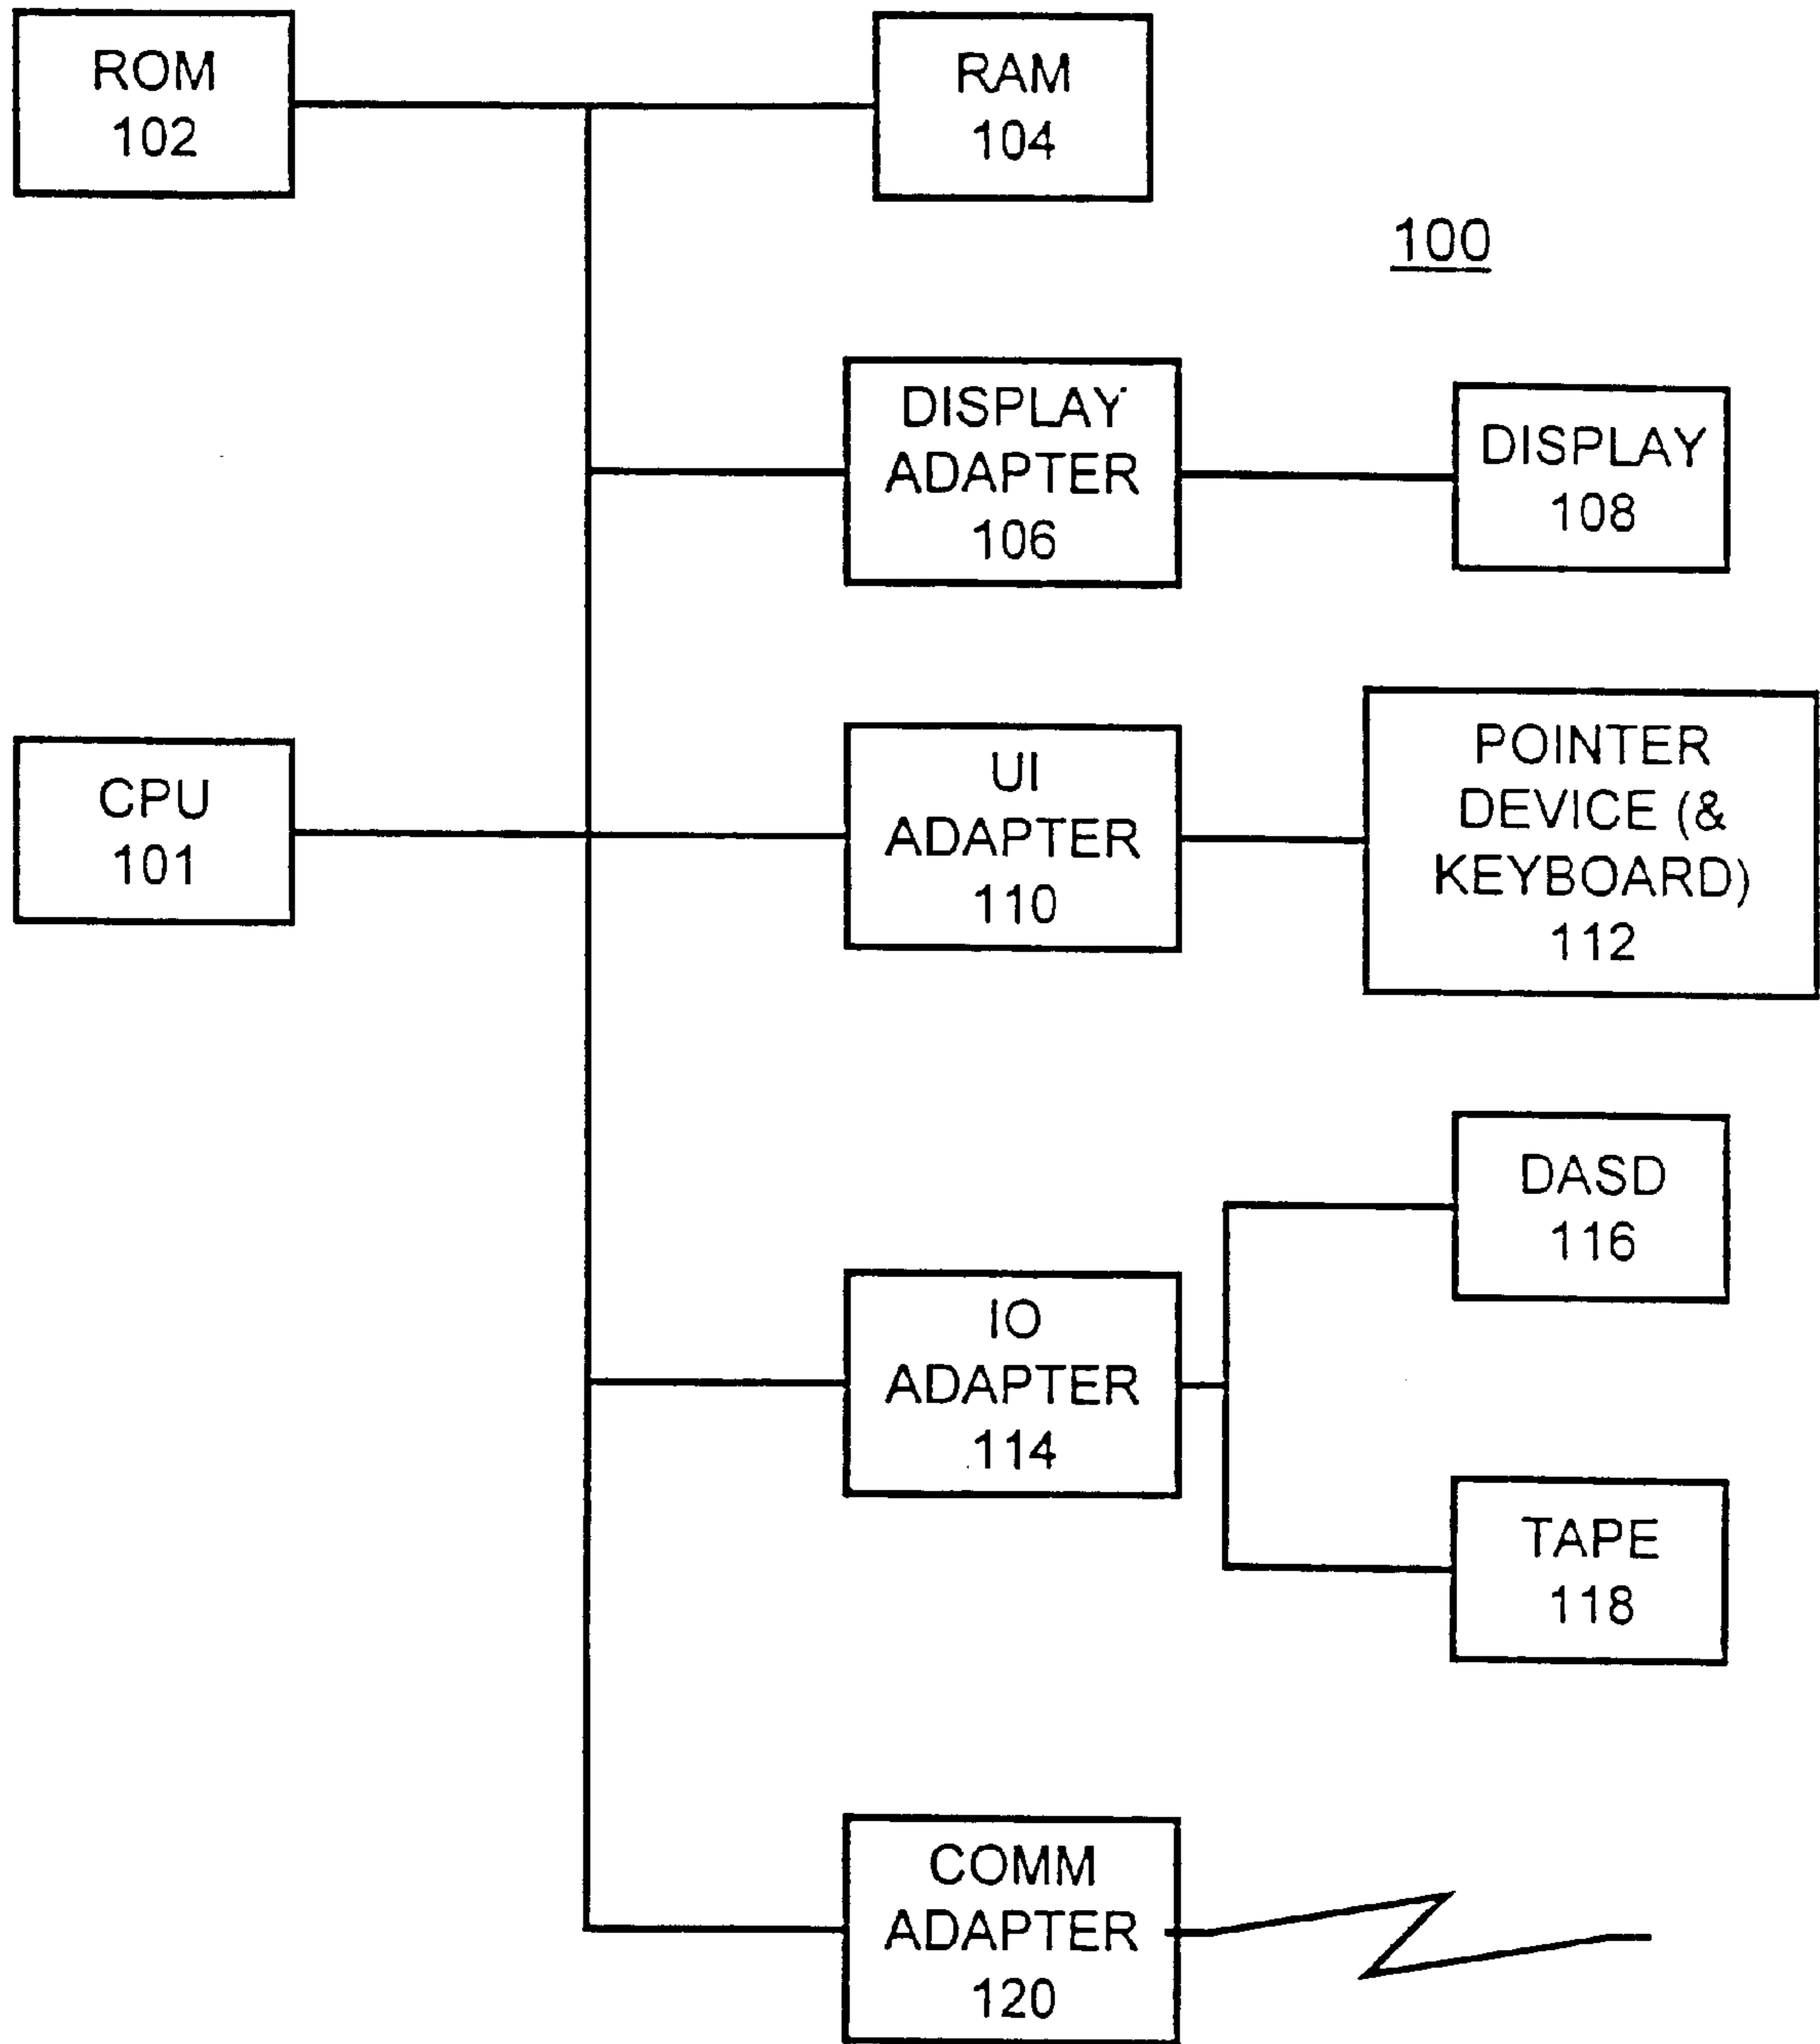 ROM
102
RAM
104
100
DISPLAY
ADAPTER
106
DISPLAY
108
CPU
101
UI
ADAPTER
110
POINTER
DEVICE (&
KEYBOARD)
112
DASD
116
IO
ADAPTER
114
TAPE
118
COMM
ADAPTER
120